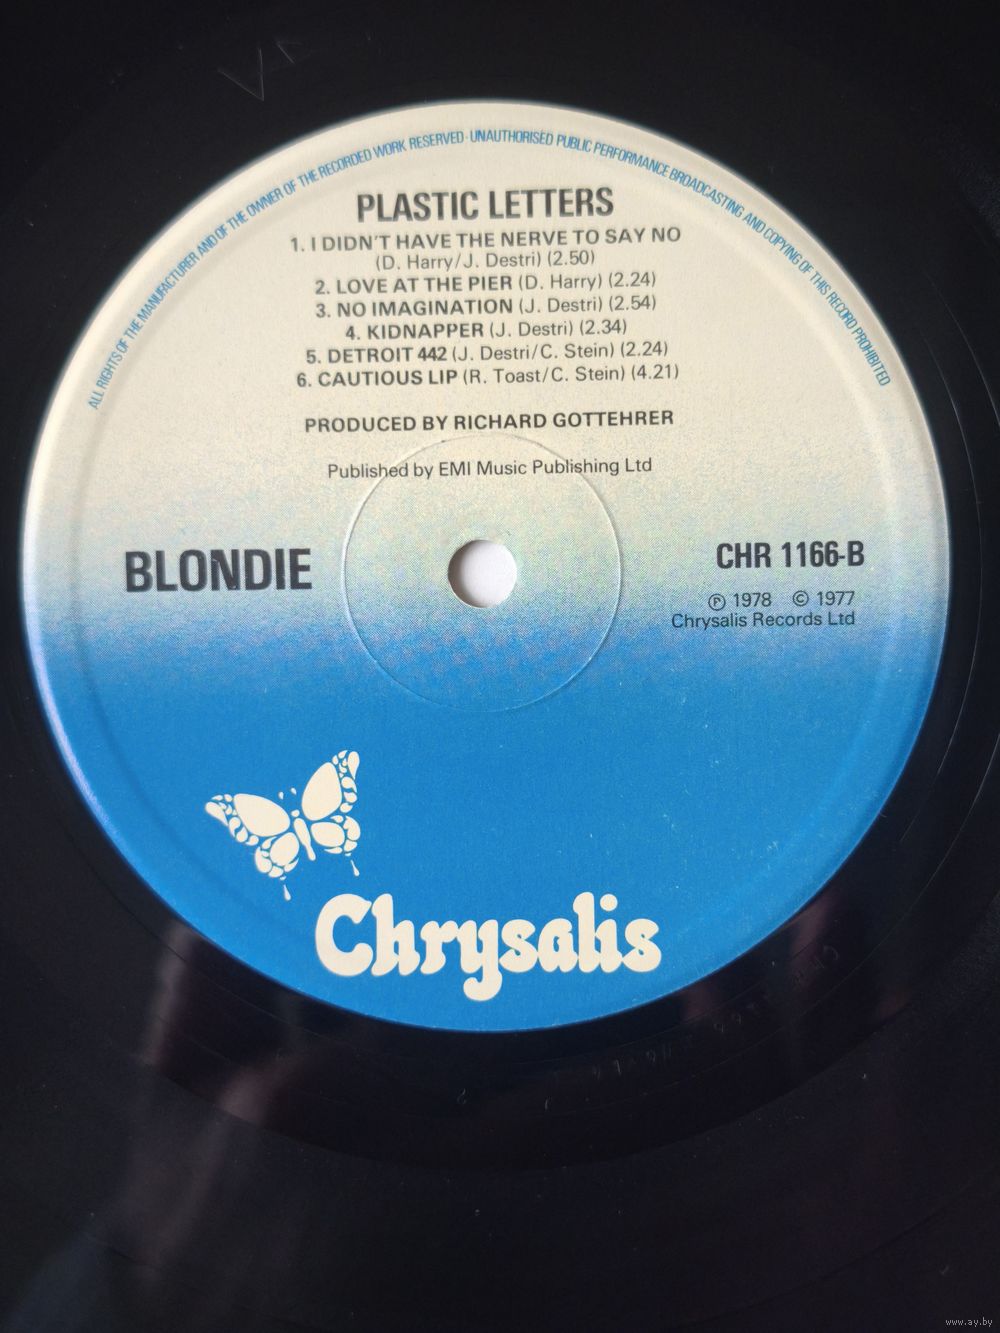 ALL RIGHTS OF THE MANUFACTURER AND OF THE OWNER OF THE RECORDED WORK RESERVED · UNAUTHORISED PUBLIC PERFORMANCE BROADCASTING AND COPYING OF THIS RECORD PROHIBITED
PLASTIC LETTERS
1. I DIDN'T HAVE THE NERVE TO SAY NO
(D. Harry/J. Destri) (2.50)
2. LOVE AT THE PIER (D. Harry) (2.24)
3. NO IMAGINATION (J. Destri) (2.54)
4. KIDNAPPER (J. Destri) (2.34)
5. DETROIT 442 (J. Destri/C. Stein) (2.24)
6. CAUTIOUS LIP (R. Toast/C. Stein) (4.21)
PRODUCED BY RICHARD GOTTEHRER
Published by EMI Music Publishing Ltd
BLONDIE
CHR 1166-B
Ⓟ 1978 © 1977
Chrysalis Records Ltd
Chrysalis
www.ay.by